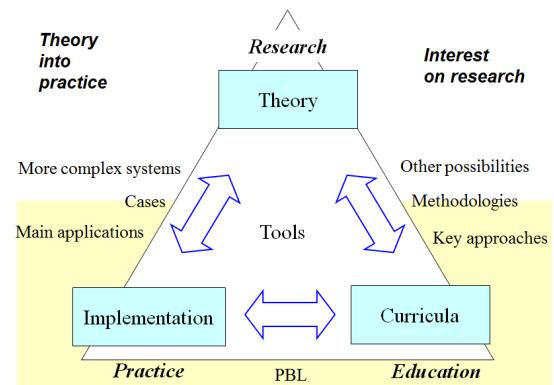 Theory
into
practice
Research
Interest
on research
Theory
More complex systems
Cases
Main applications
Other possibilities
Methodologies
Key approaches
Tools
Implementation
Curricula
Practice
PBL
Education